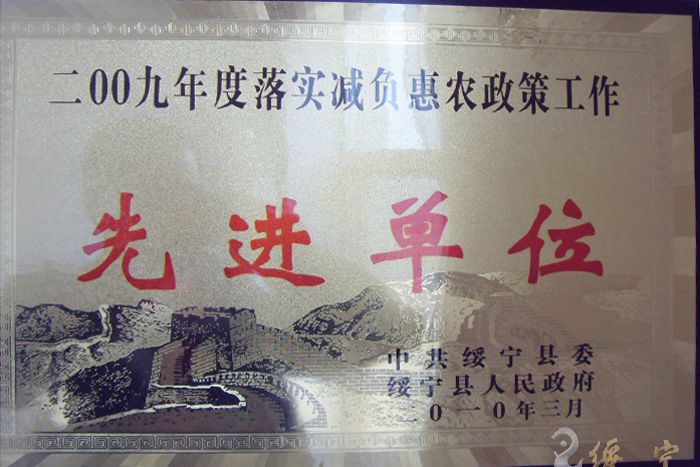 二00九年度落实减负惠农政策工作
先进单位
中共绥宁县委
绥宁县人民政府
二0一0年三月
绥宁